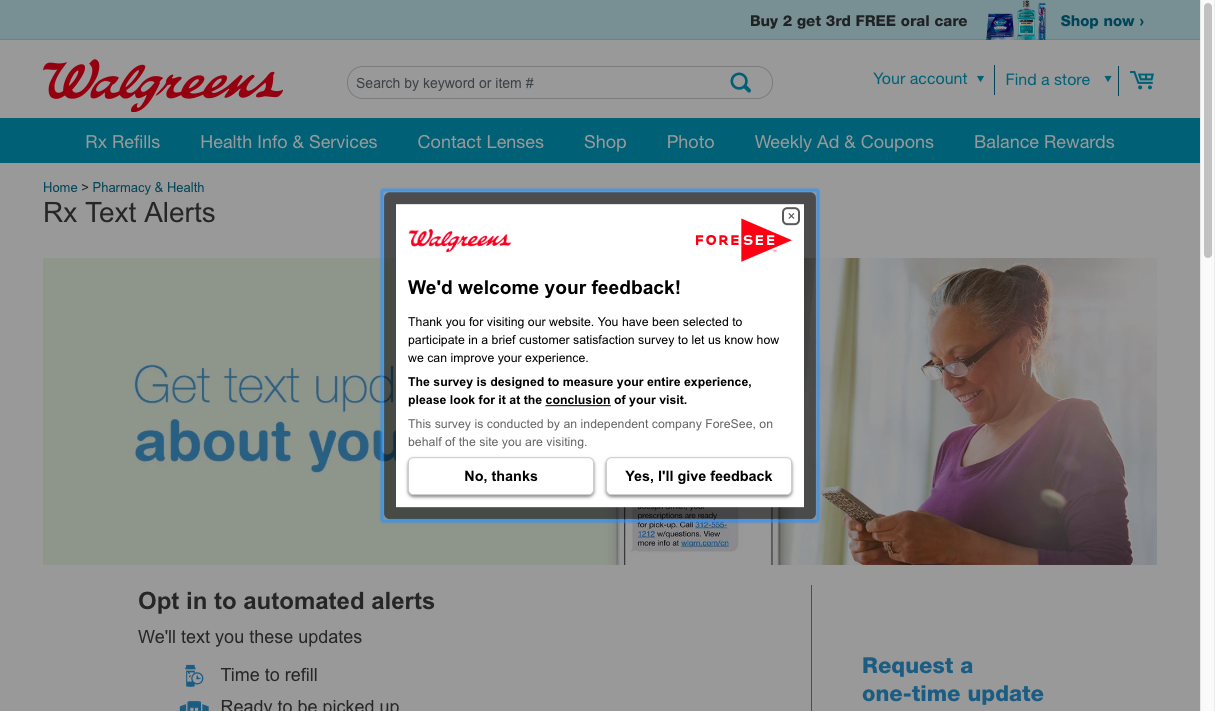 Buy 2 get 3rd FREE oral care
Shop now ›
Walgreens
Search by keyword or item #
Your account ▼
Find a store ▼
Rx Refills
Health Info & Services
Contact Lenses
Shop
Photo
Weekly Ad & Coupons
Balance Rewards
Home > Pharmacy & Health
Rx Text Alerts
Get text upd
about you
Walgreens
FORESEE
We'd welcome your feedback!
Thank you for visiting our website. You have been selected to
participate in a brief customer satisfaction survey to let us know how
we can improve your experience.
The survey is designed to measure your entire experience,
please look for it at the conclusion of your visit.
This survey is conducted by an independent company ForeSee, on
behalf of the site you are visiting.
No, thanks
Yes, I'll give feedback
prescriptions are ready
for pick-up. Call 312-555-
1212 w/questions. View
more info at wlgrn.com/cn
Opt in to automated alerts
We'll text you these updates
Time to refill
Ready to be picked up
Request a
one-time update